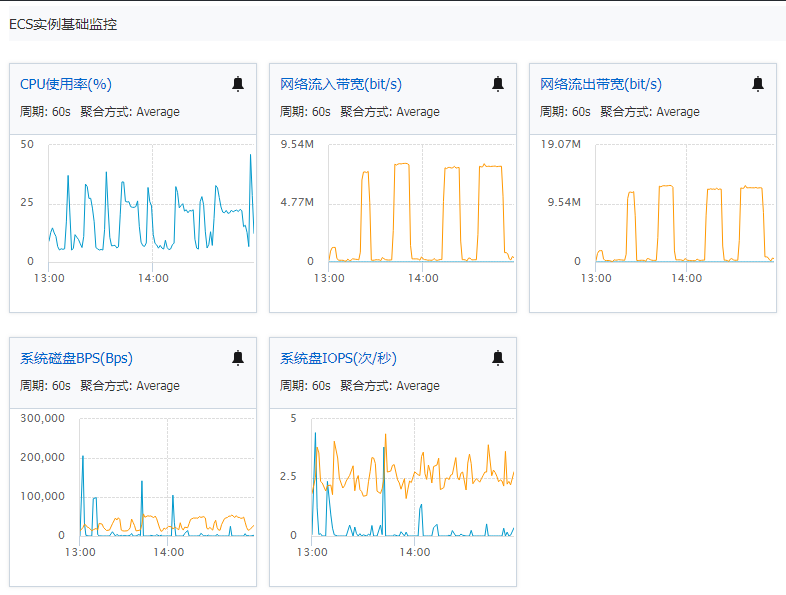 ECS实例基础监控
CPU使用率(%)
周期: 60s 聚合方式: Average
50
25
0
13:00 14:00
网络流入带宽(bit/s)
周期: 60s 聚合方式: Average
9.54M
4.77M
0
13:00 14:00
网络流出带宽(bit/s)
周期: 60s 聚合方式: Average
19.07M
9.54M
0
13:00 14:00
系统磁盘BPS(Bps)
周期: 60s 聚合方式: Average
300,000
200,000
100,000
0
13:00 14:00
系统盘IOPS(次/秒)
周期: 60s 聚合方式: Average
5
2.5
0
13:00 14:00